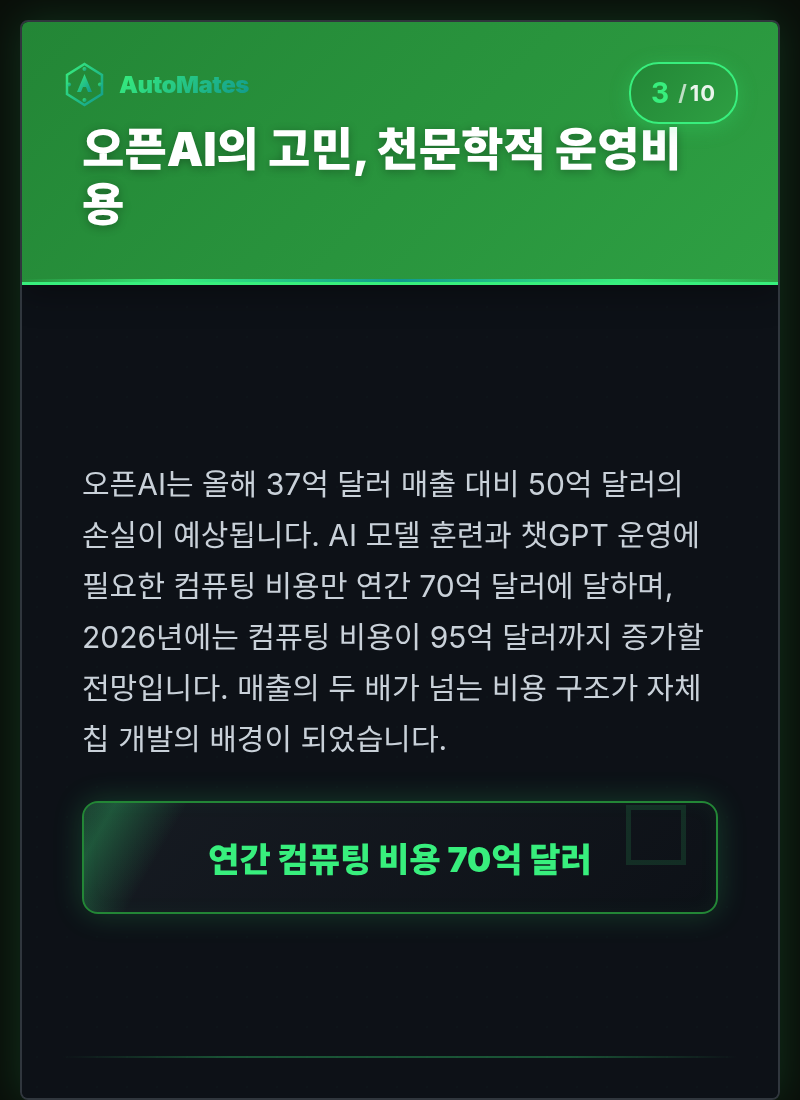 AutoMates
3 /10
오픈AI의 고민, 천문학적 운영비
용
오픈AI는 올해 37억 달러 매출 대비 50억 달러의
손실이 예상됩니다. AI 모델 훈련과 챗GPT 운영에
필요한 컴퓨팅 비용만 연간 70억 달러에 달하며,
2026년에는 컴퓨팅 비용이 95억 달러까지 증가할
전망입니다. 매출의 두 배가 넘는 비용 구조가 자체
칩 개발의 배경이 되었습니다.
연간 컴퓨팅 비용 70억 달러